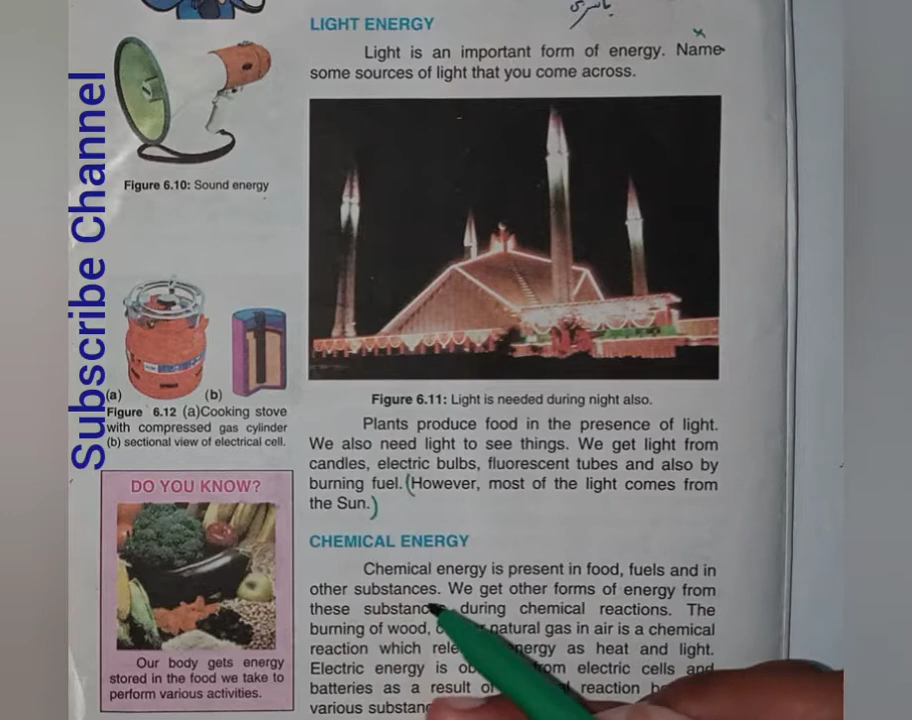 Subscribe Channel
Figure 6.10: Sound energy
(a)
(b)
Figure 6.12 (a)Cooking stove
with compressed gas cylinder
(b) sectional view of electrical cell.
DO YOU KNOW?
Our body gets energy
stored in the food we take to
perform various activities.
LIGHT ENERGY
Light is an important form of energy. Name
some sources of light that you come across.
Figure 6.11: Light is needed during night also.
Plants produce food in the presence of light.
We also need light to see things. We get light from
candles, electric bulbs, fluorescent tubes and also by
burning fuel. (However, most of the light comes from
the Sun.)
CHEMICAL ENERGY
Chemical energy is present in food, fuels and in
other substances. We get other forms of energy from
these substanc during chemical reactions. The
burning of wood, natural gas in air is a chemical
reaction which rele energy as heat and light.
Electric energy is ob from electric cells and
batteries as a result of reaction
various substanc